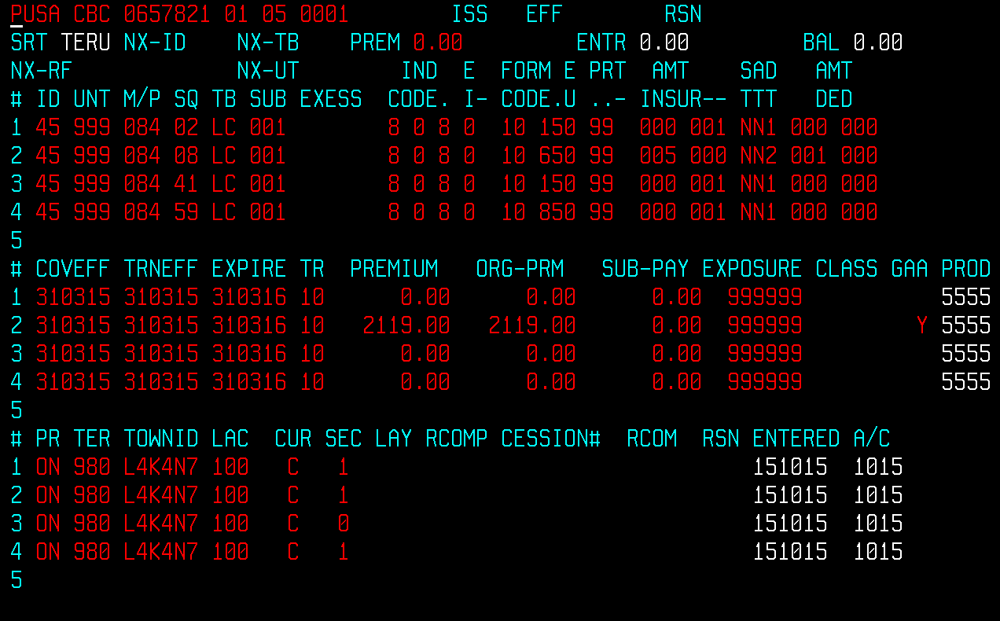 PUSA CBC 0657821 01 05 0001 ISS EFF RSN
SRT TERU NX-ID NX-TB PREM 0.00 ENTR 0.00 BAL 0.00
NX-RF NX-UT IND E FORM E PRT AMT SAD AMT
# ID UNT M/P SQ TB SUB EXESS CODE. I- CODE.U ..- INSUR-- TTT DED
1 45 999 084 02 LC 001 8 0 8 0 10 150 99 000 001 NN1 000 000
2 45 999 084 08 LC 001 8 0 8 0 10 650 99 005 000 NN2 001 000
3 45 999 084 41 LC 001 8 0 8 0 10 150 99 000 001 NN1 000 000
4 45 999 084 59 LC 001 8 0 8 0 10 850 99 000 001 NN1 000 000
5
# COVEFF TRNEFF EXPIRE TR PREMIUM ORG-PRM SUB-PAY EXPOSURE CLASS GAA PROD
1 310315 310315 310316 10 0.00 0.00 0.00 999999 5555
2 310315 310315 310316 10 2119.00 2119.00 0.00 999999 Y 5555
3 310315 310315 310316 10 0.00 0.00 0.00 999999 5555
4 310315 310315 310316 10 0.00 0.00 0.00 999999 5555
5
# PR TER TOWNID LAC CUR SEC LAY RCOMP CESSION# RCOM RSN ENTERED A/C
1 ON 980 L4K4N7 100 C 1 151015 1015
2 ON 980 L4K4N7 100 C 1 151015 1015
3 ON 980 L4K4N7 100 C 0 151015 1015
4 ON 980 L4K4N7 100 C 1 151015 1015
5